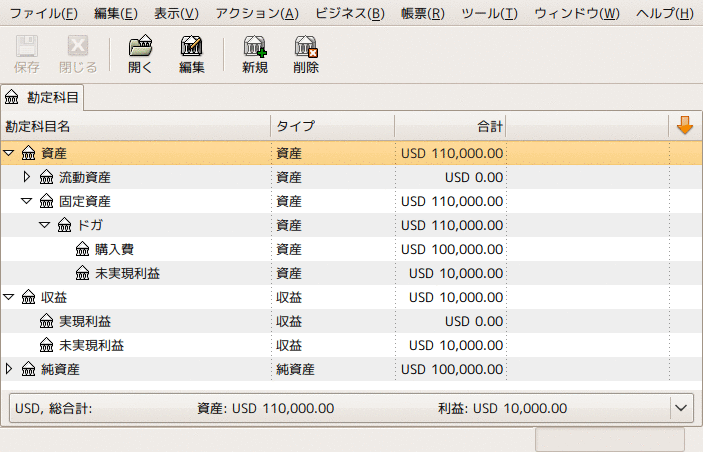 ファイル(F) 編集(E) 表示(V) アクション(A) ビジネス(B) 帳票(R) ツール(T) ウィンドウ(W) ヘルプ(H)
保存 閉じる 開く 編集 新規 削除
勘定科目
勘定科目名 タイプ 合計
資産 資産 USD 110,000.00
流動資産 資産 USD 0.00
固定資産 資産 USD 110,000.00
ドガ 資産 USD 110,000.00
購入費 資産 USD 100,000.00
未実現利益 資産 USD 10,000.00
収益 収益 USD 10,000.00
実現利益 収益 USD 0.00
未実現利益 収益 USD 10,000.00
純資産 純資産 USD 100,000.00
USD, 総合計: 資産: USD 110,000.00 利益: USD 10,000.00